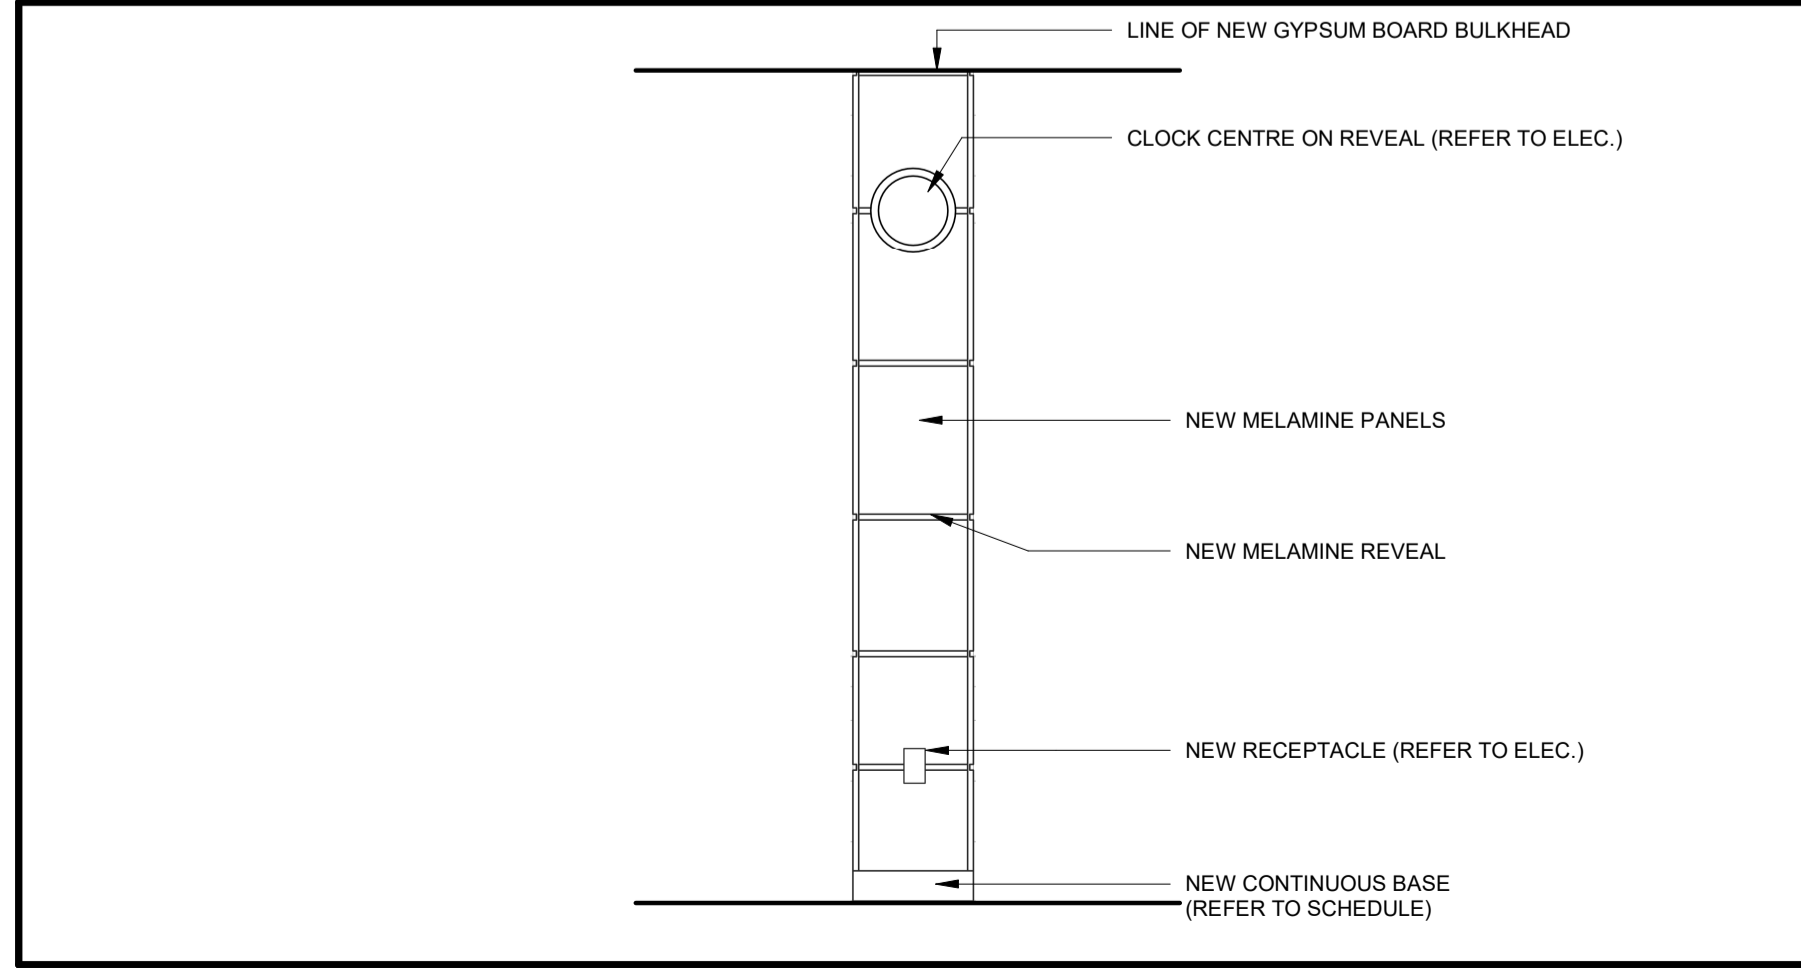 LINE OF NEW GYPSUM BOARD BULKHEAD
CLOCK CENTRE ON REVEAL (REFER TO ELEC.)
NEW MELAMINE PANELS
NEW MELAMINE REVEAL
NEW RECEPTACLE (REFER TO ELEC.)
NEW CONTINUOUS BASE
(REFER TO SCHEDULE)